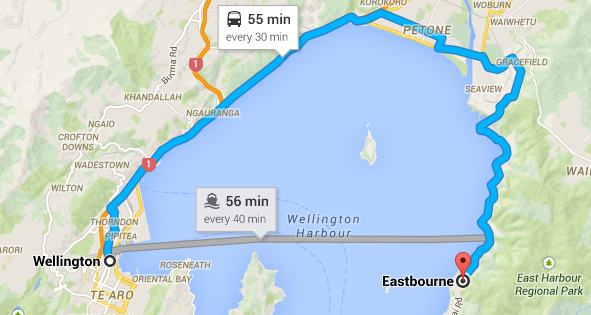 KOROKORO
WOBURN
WAIWHETU
55 min
every 30 min
PETONE
GRACEFIELD
1
Burma Rd
SEAVIEW
KHANDALLAH
NGAURANGA
NGAIO
CROFTON
DOWNS
1
WADESTOWN
WILTON
56 min
every 40 min
THORNDON
PIPITEA
Wellington
Harbour
Wellington
ROSENEATH
ORIENTAL BAY
TE ARO
Eastbourne
East Harbour
Regional Park